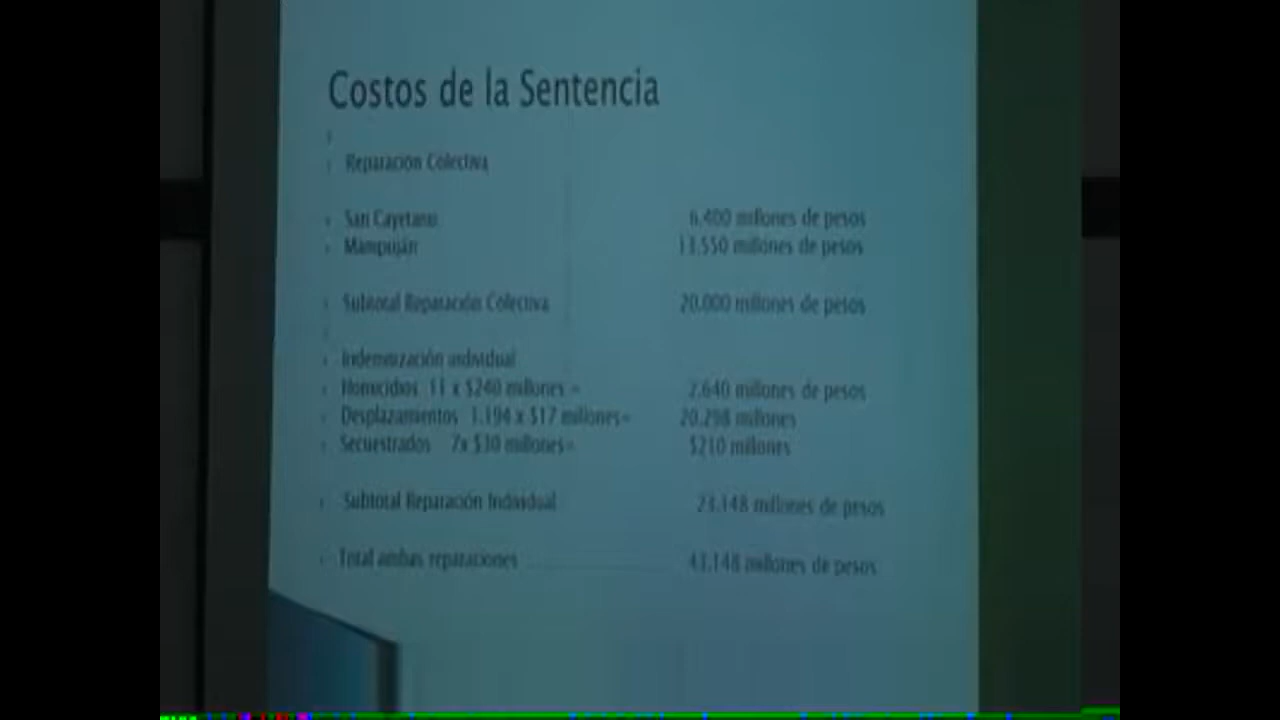 Costos de la Sentencia
Reparación Colectiva
San Cayetano 6.400 millones de pesos
Mampuján 13.550 millones de pesos
Subtotal Reparación Colectiva 20.000 millones de pesos
Indemnización individual
Homicidios 11 x $240 millones = 2.640 millones de pesos
Desplazamientos 1.194 x $17 millones= 20.298 millones
Secuestrados 7x $30 millones= $210 millones
Subtotal Reparación Individual 23.148 millones de pesos
Total ambas reparaciones 43.148 millones de pesos